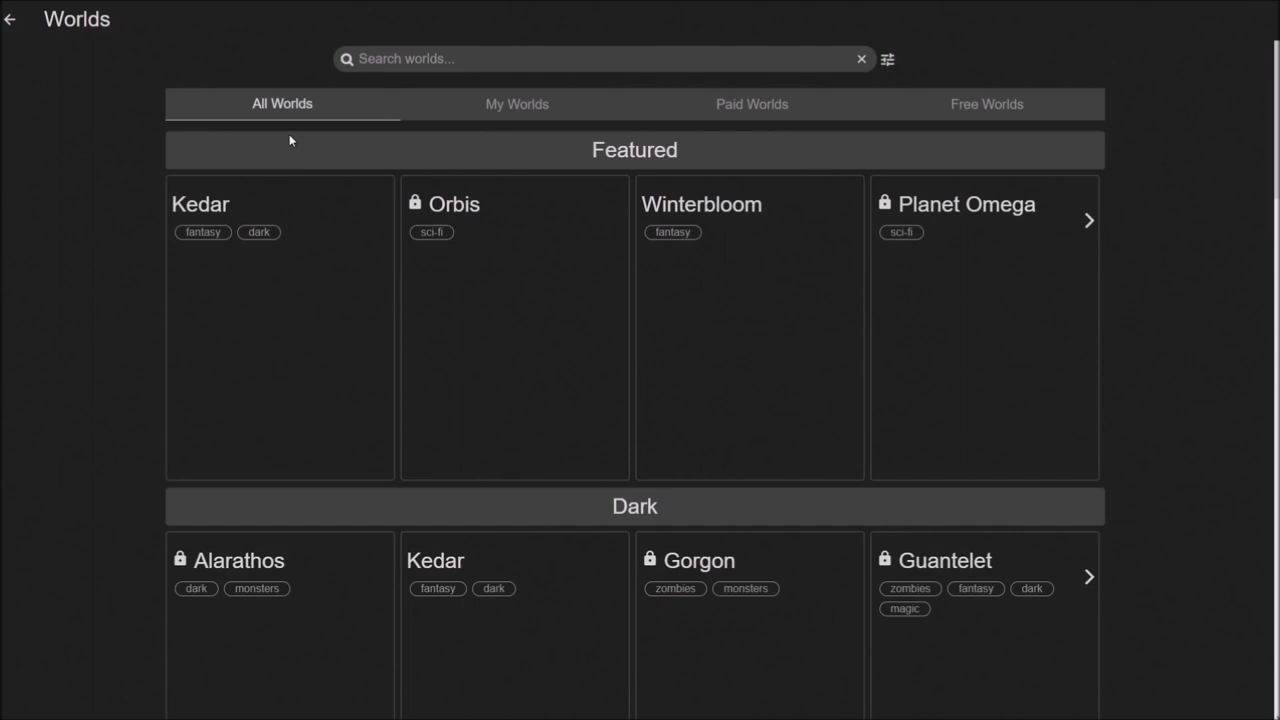 Worlds
Search worlds...
All Worlds
My Worlds
Paid Worlds
Free Worlds
Featured
Kedar
fantasy dark
Orbis
sci-fi
Winterbloom
fantasy
Planet Omega
sci-fi
Dark
Alarathos
dark monsters
Kedar
fantasy dark
Gorgon
zombies monsters
Guantelet
zombies fantasy dark
magic